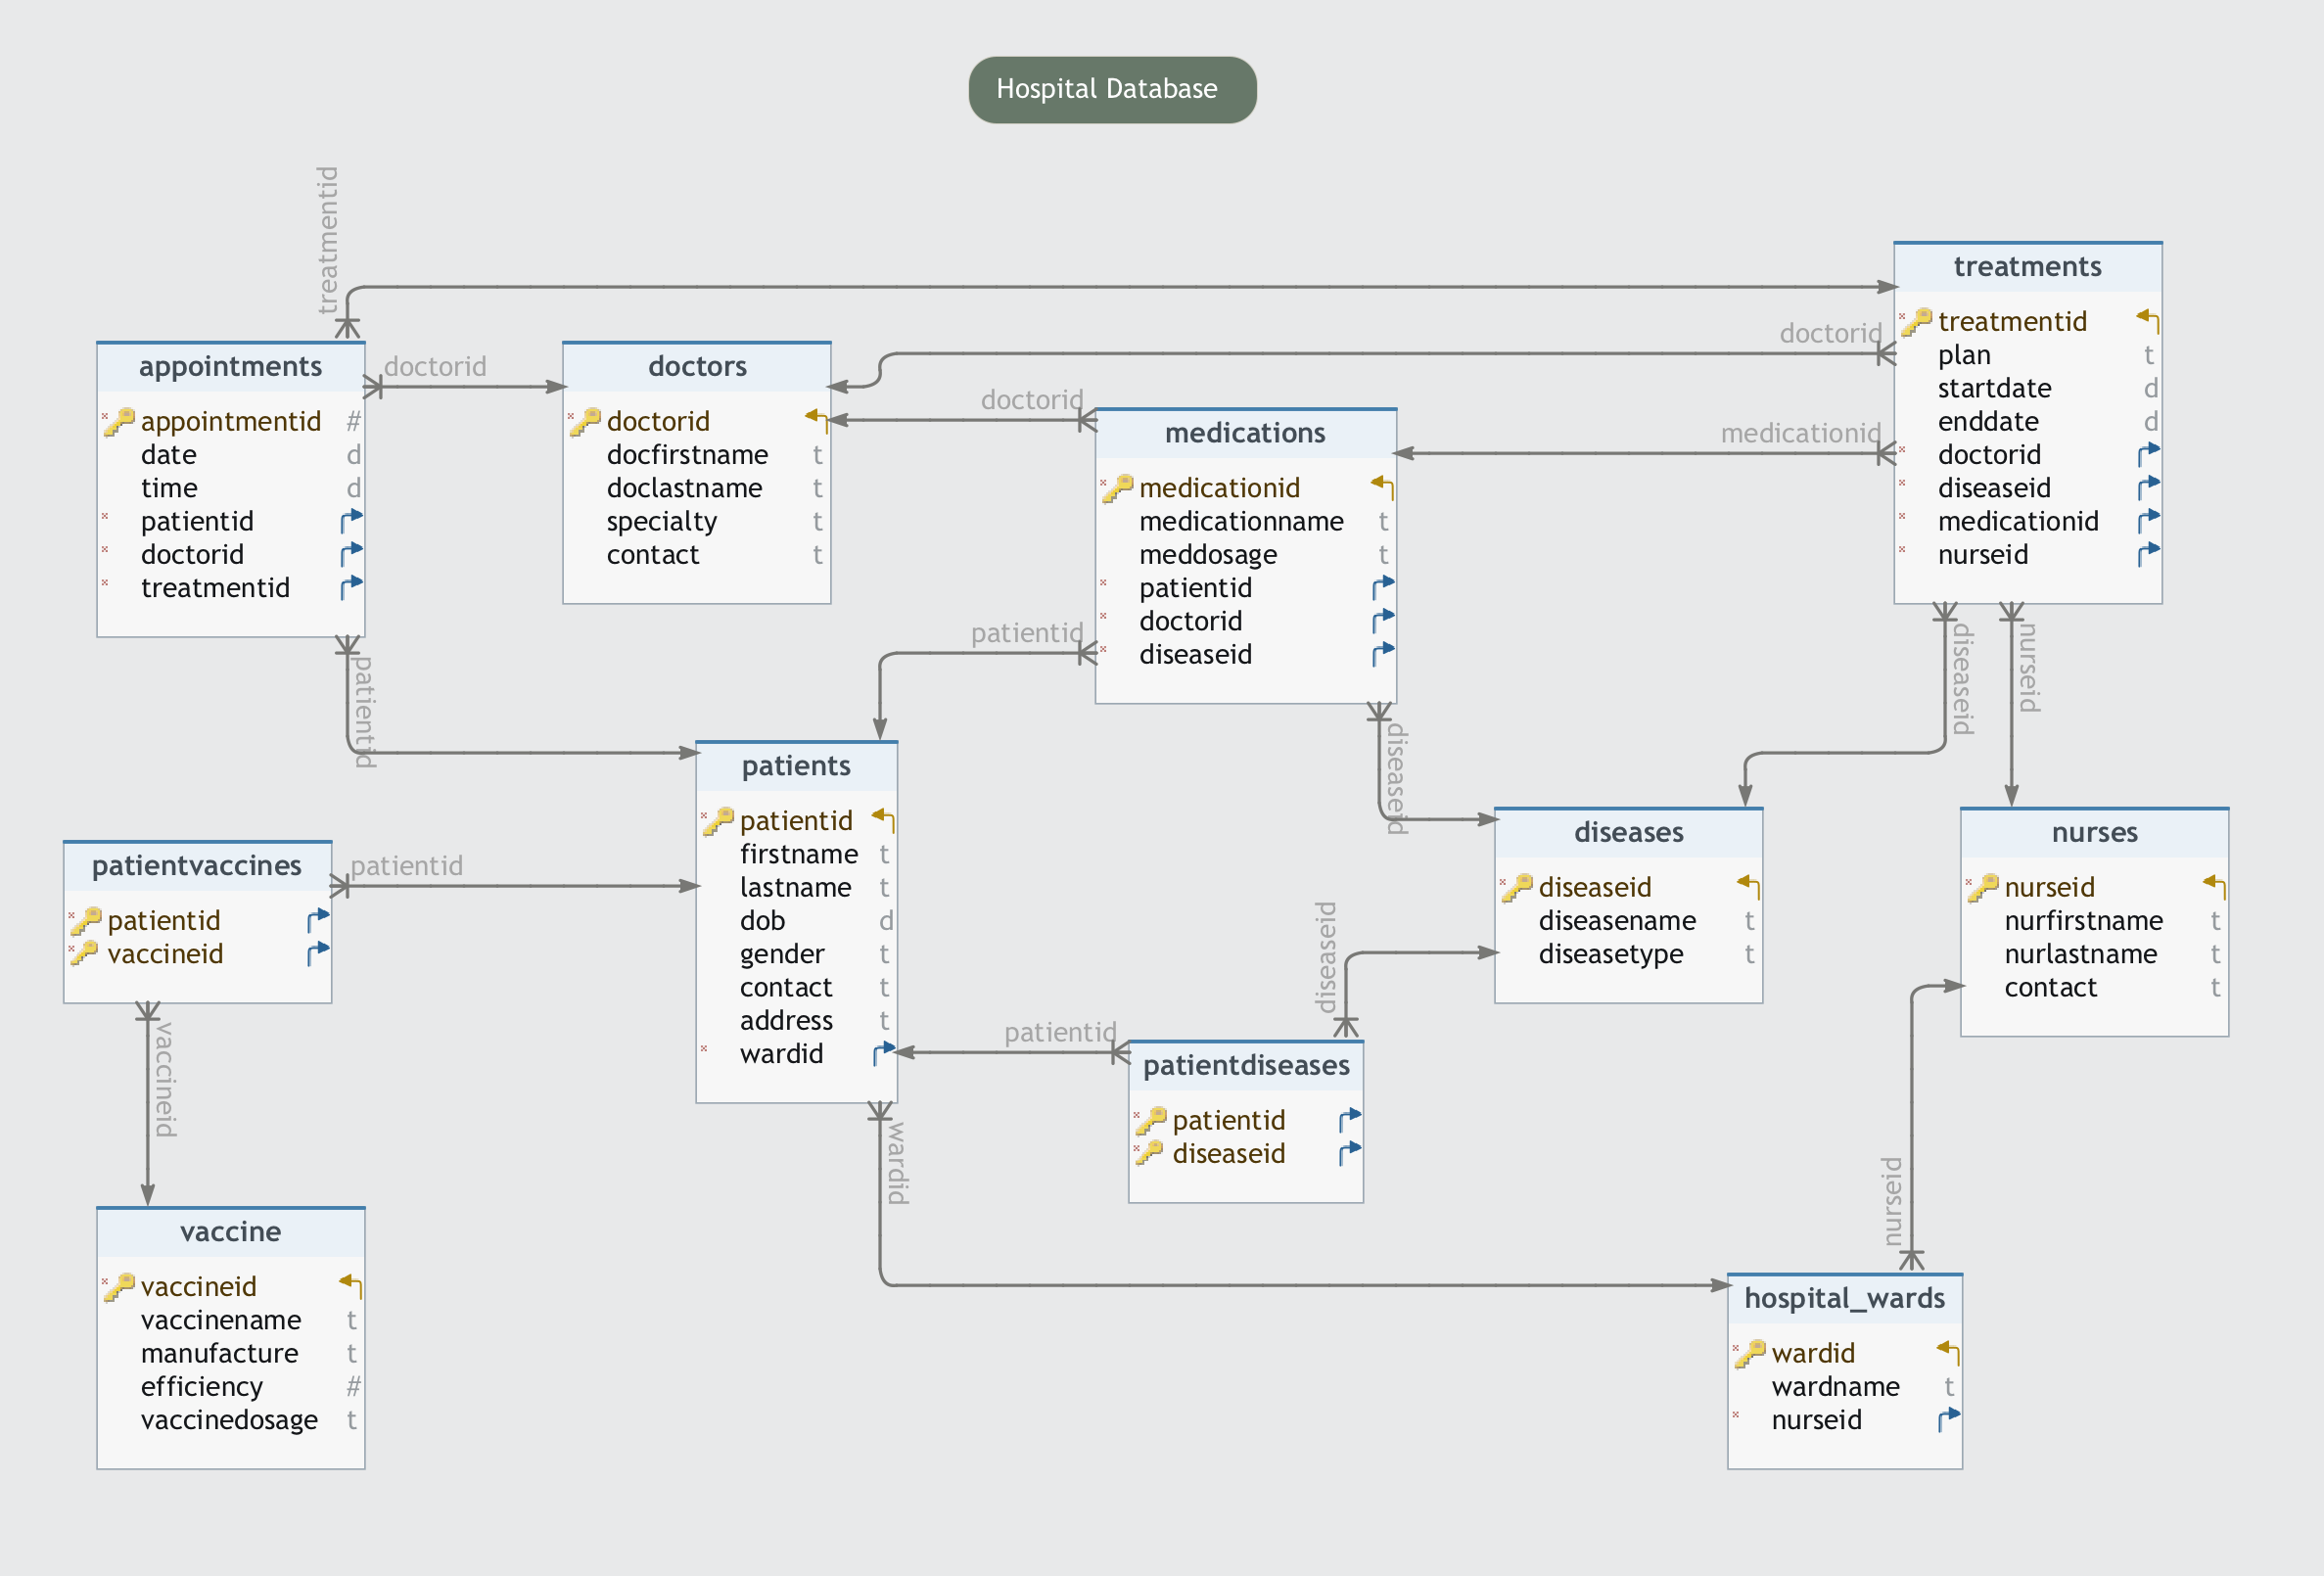 Hospital Database
treatmentid
appointments
appointmentid #
date d
time d
patientid
doctorid
treatmentid
doctorid
doctors
doctorid
docfirstname t
doclastname t
specialty t
contact t
doctorid
medications
medicationid
medicationname t
meddosage t
patientid
doctorid
diseaseid
doctorid
medicationid
treatments
treatmentid
plan t
startdate d
enddate d
doctorid
diseaseid
medicationid
nurseid
patientid
patientid
diseaseid
diseaseid
nurseid
patientvaccines
patientid
vaccineid
patientid
patients
patientid
firstname t
lastname t
dob d
gender t
contact t
address t
wardid
diseases
diseaseid
diseasename t
diseasetype t
nurses
nurseid
nurfirstname t
nurlastname t
contact t
diseaseid
patientid
patientdiseases
patientid
diseaseid
vaccineid
wardid
nurseid
vaccine
vaccineid
vaccinename t
manufacture t
efficiency #
vaccinedosage t
hospital_wards
wardid
wardname t
nurseid